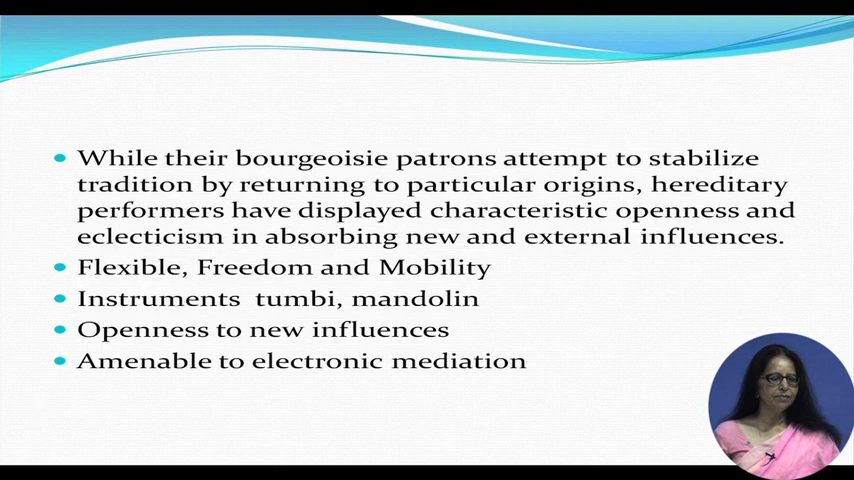 While their bourgeoisie patrons attempt to stabilize
tradition by returning to particular origins, hereditary
performers have displayed characteristic openness and
eclecticism in absorbing new and external influences.
Flexible, Freedom and Mobility
Instruments tumbi, mandolin
Openness to new influences
Amenable to electronic mediation